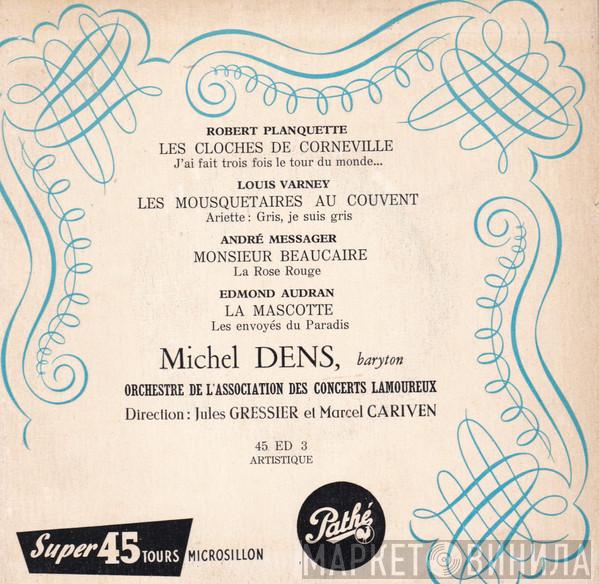 ROBERT PLANQUETTE
LES CLOCHES DE CORNEVILLE
J'ai fait trois fois le tour du monde...
LOUIS VARNEY
LES MOUSQUETAIRES AU COUVENT
Ariette : Gris, je suis gris
ANDRÉ MESSAGER
MONSIEUR BEAUCAIRE
La Rose Rouge
EDMOND AUDRAN
LA MASCOTTE
Les envoyés du Paradis
Michel DENS, baryton
ORCHESTRE DE L'ASSOCIATION DES CONCERTS LAMOUREUX
Direction : Jules GRESSIER et Marcel CARIVEN
45 ED 3
ARTISTIQUE
Super 45 TOURS MICROSILLON
Pathé
МАРКЕТ ВИНИЛА